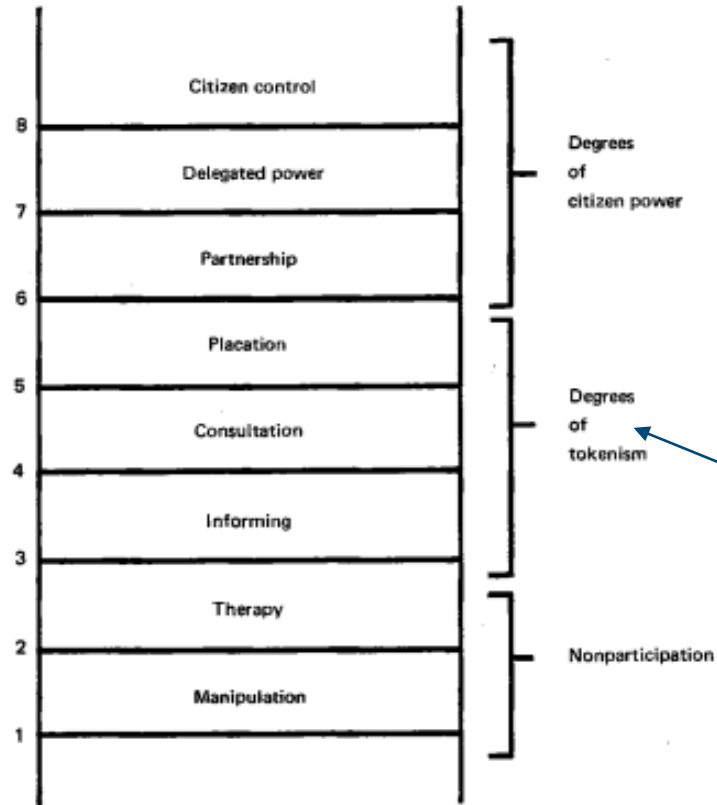 Citizen control
8
Delegated power
7
Partnership
6
Placation
5
Consultation
4
Informing
3
Therapy
2
Manipulation
1
Degrees
of
citizen power
Degrees
of
tokenism
Nonparticipation